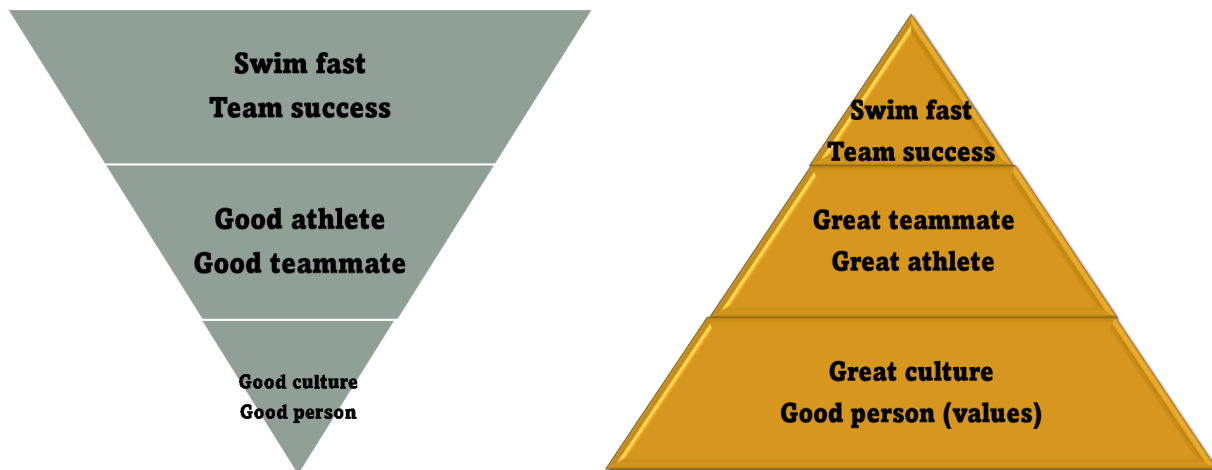 Swim fast
Team success
Good athlete
Good teammate
Good culture
Good person
Swim fast
Team success
Great teammate
Great athlete
Great culture
Good person (values)